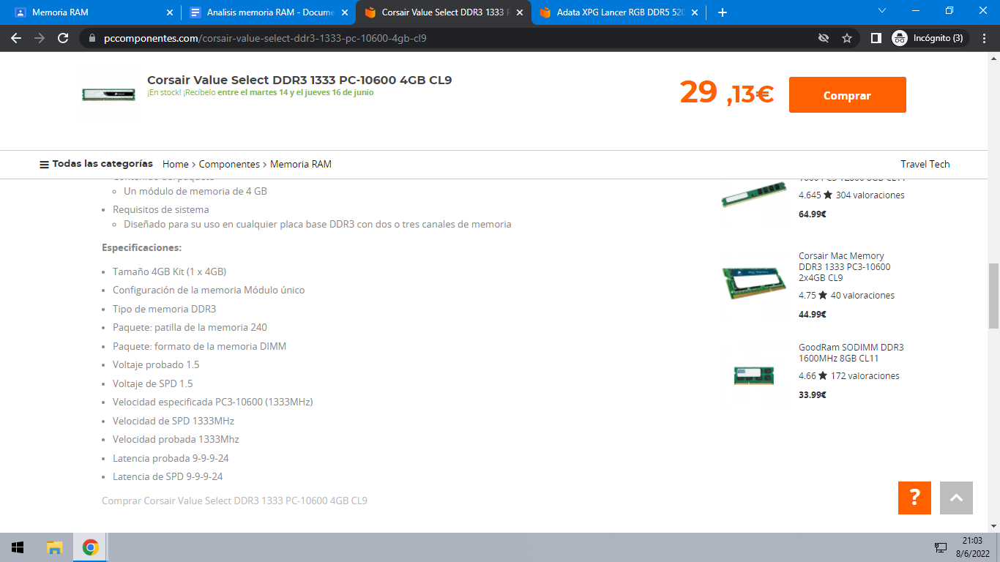 Memoria RAM
Analisis memoria RAM - Docume
Corsair Value Select DDR3 1333 P
Adata XPG Lancer RGB DDR5 520
pccomponentes.com/corsair-value-select-ddr3-1333-pc-10600-4gb-cl9
Incógnito (3)
Corsair Value Select DDR3 1333 PC-10600 4GB CL9
¡En stock! ¡Recíbelo entre el martes 14 y el jueves 16 de junio
29 ,13€
Comprar
Todas las categorías
Home > Componentes > Memoria RAM
Travel Tech
Contenido del paquete
Un módulo de memoria de 4 GB
Requisitos de sistema
Diseñado para su uso en cualquier placa base DDR3 con dos o tres canales de memoria
Especificaciones:
Tamaño 4GB Kit (1 x 4GB)
Configuración de la memoria Módulo único
Tipo de memoria DDR3
Paquete: patilla de la memoria 240
Paquete: formato de la memoria DIMM
Voltaje probado 1.5
Voltaje de SPD 1.5
Velocidad especificada PC3-10600 (1333MHz)
Velocidad de SPD 1333MHz
Velocidad probada 1333Mhz
Latencia probada 9-9-9-24
Latencia de SPD 9-9-9-24
Comprar Corsair Value Select DDR3 1333 PC-10600 4GB CL9
1600 PC3-12800 8GB CL11
4.645 ★ 304 valoraciones
64.99€
Corsair Mac Memory
DDR3 1333 PC3-10600
2x4GB CL9
4.75 ★ 40 valoraciones
44.99€
GoodRam SODIMM DDR3
1600MHz 8GB CL11
4.66 ★ 172 valoraciones
33.99€
?
21:03
8/6/2022